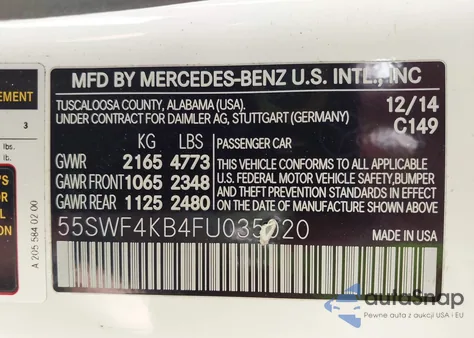 EMENT
3
lbs.
lbs.
A 205 584 02 00
MFD BY MERCEDES-BENZ U.S. INTL., INC
TUSCALOOSA COUNTY, ALABAMA (USA).
UNDER CONTRACT FOR DAIMLER AG, STUTTGART (GERMANY)
12/14
C149
KG LBS
GVWR 2165 4773
GAWR FRONT 1065 2348
GAWR REAR 1125 2480
PASSENGER CAR
THIS VEHICLE CONFORMS TO ALL APPLICABLE
U.S. FEDERAL MOTOR VEHICLE SAFETY, BUMPER
AND THEFT PREVENTION STANDARDS IN EFFECT
ON THE DATE OF MANUFACTURE SHOWN ABOVE.
MADE IN USA
autoSnap
Pewne auta z aukcji USA i EU